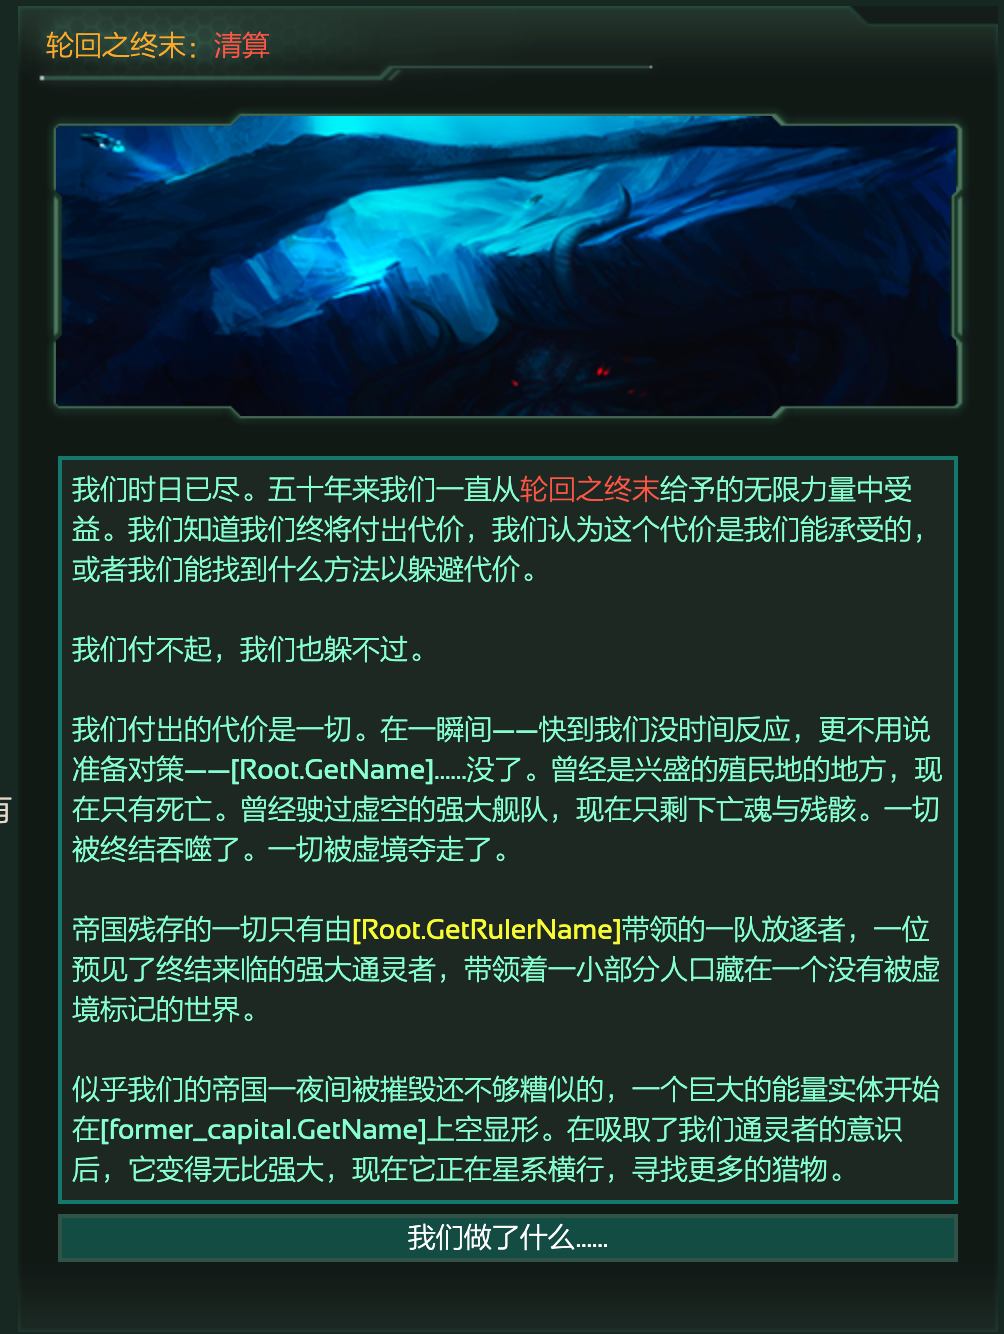 轮回之终末：清算
我们时日已尽。五十年来我们一直从轮回之终末给予的无限力量中受
益。我们知道我们终将付出代价，我们认为这个代价是我们能承受的，
或者我们能找到什么方法以躲避代价。
我们付不起，我们也躲不过。
我们付出的代价是一切。在一瞬间——快到我们没时间反应，更不用说
准备对策——[Root.GetName]……没了。曾经是兴盛的殖民地的地方，现
在只有死亡。曾经驶过虚空的强大舰队，现在只剩下亡魂与残骸。一切
被终结吞噬了。一切被虚境夺走了。
帝国残存的一切只有由[Root.GetRulerName]带领的一队放逐者，一位
预见了终结来临的强大通灵者，带领着一小部分人口藏在一个没有被虚
境标记的世界。
似乎我们的帝国一夜间被摧毁还不够糟似的，一个巨大的能量实体开始
在[former_capital.GetName]上空显形。在吸取了我们通灵者的意识
后，它变得无比强大，现在它正在星系横行，寻找更多的猎物。
我们做了什么……